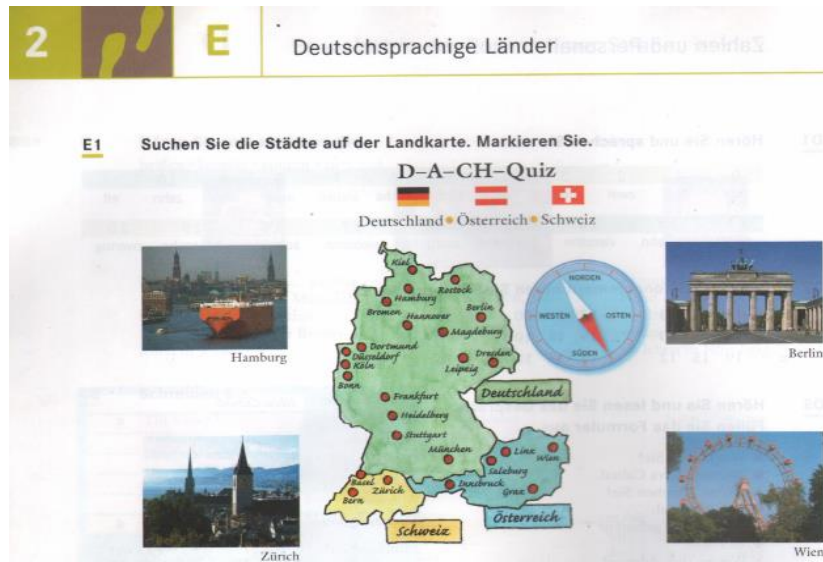 2 E Deutschsprachige Länder
E1 Suchen Sie die Städte auf der Landkarte. Markieren Sie.
D–A–CH–Quiz
Deutschland • Österreich • Schweiz
Hamburg
Zürich
Kiel
Rostock
Hamburg
Bremen
Hannover
Berlin
Magdeburg
Dortmund
Düsseldorf
Köln
Bonn
Leipzig
Dresden
Frankfurt
Heidelberg
Stuttgart
München
Deutschland
Linz
Wien
Salzburg
Innsbruck
Graz
Österreich
Basel
Zürich
Bern
Schweiz
NORDEN
WESTEN OSTEN
SÜDEN
Berlin
Wien